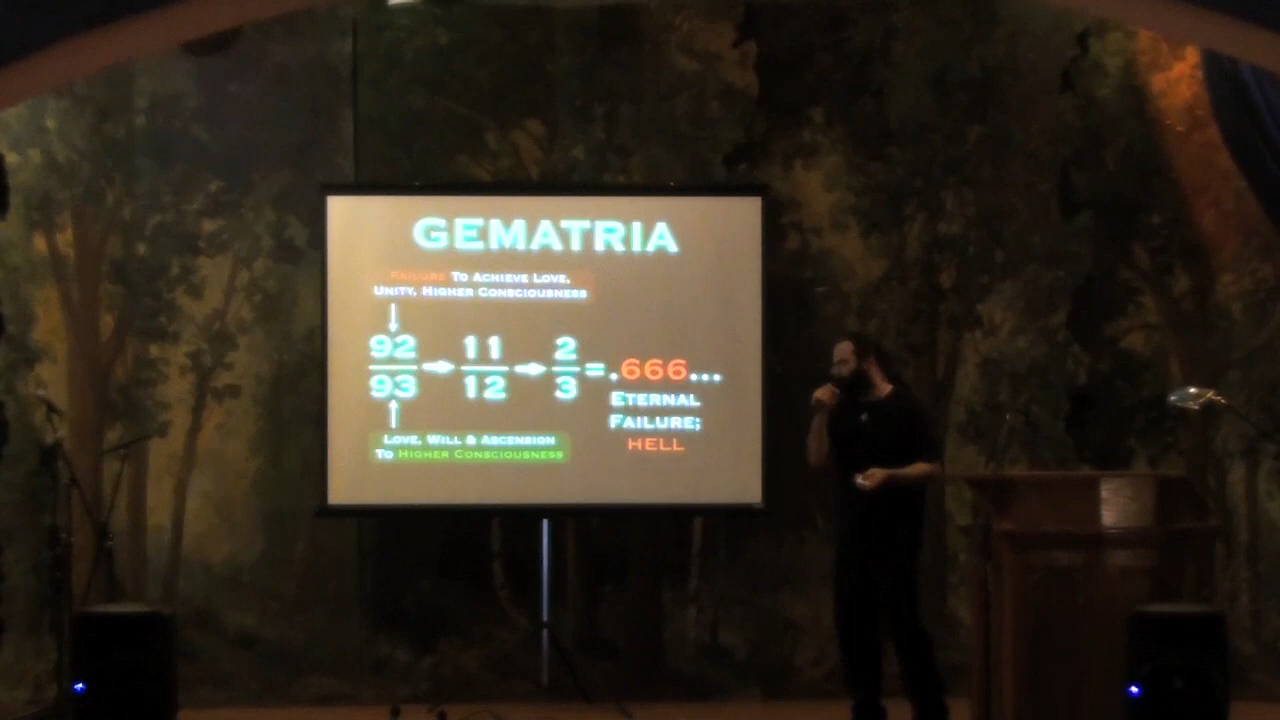 GEMATRIA
FAILURE TO ACHIEVE LOVE,
UNITY, HIGHER CONSCIOUSNESS
92 11 2
93 → 12 → 3 = .666...
ETERNAL
FAILURE;
HELL
LOVE, WILL & ASCENSION
TO HIGHER CONSCIOUSNESS